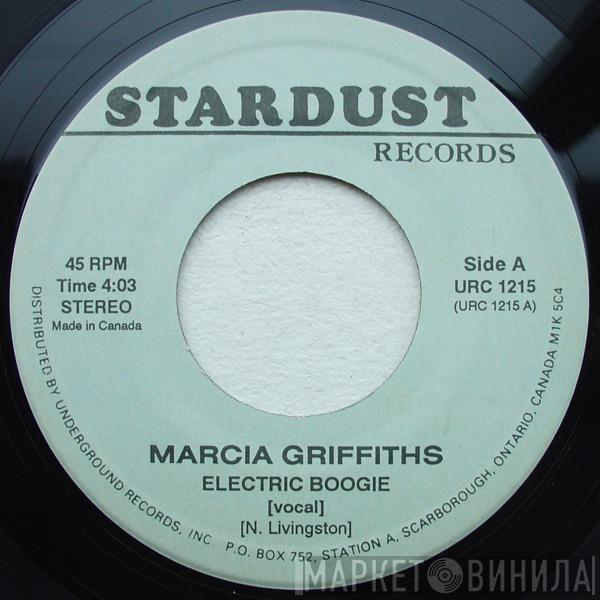 STARDUST
RECORDS
45 RPM
Time 4:03
STEREO
Made in Canada
Side A
URC 1215
(URC 1215 A)
MARCIA GRIFFITHS
ELECTRIC BOOGIE
[vocal]
[N. Livingston]
DISTRIBUTED BY UNDERGROUND RECORDS, INC P.O. BOX 752, STATION A, SCARBOROUGH, ONTARIO, CANADA M1K 5C4
МАРКЕТ ВИНИЛА